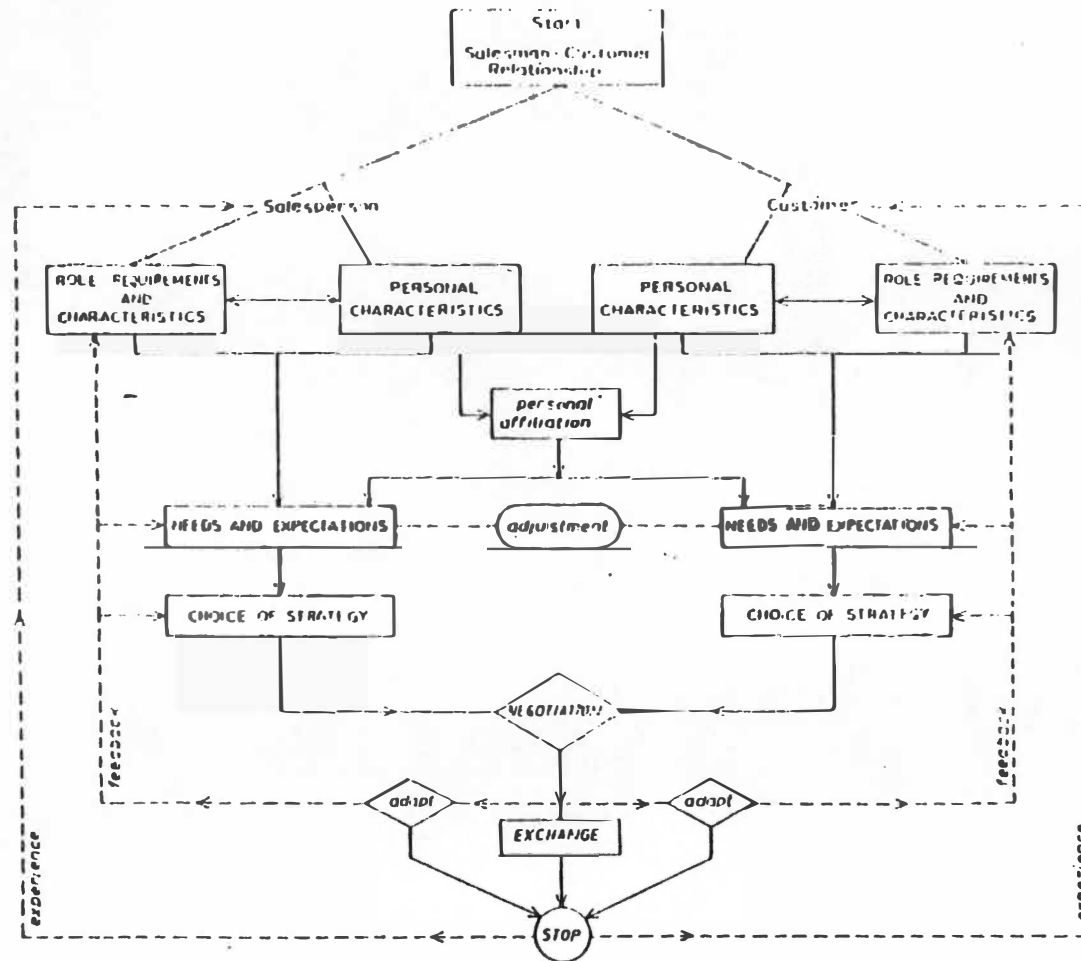 Start
Salesman-Customer
Relationship
Salesperson
Customer
ROLE REQUIREMENTS
AND
CHARACTERISTICS
PERSONAL
CHARACTERISTICS
PERSONAL
CHARACTERISTICS
ROLE REQUIREMENTS
AND
CHARACTERISTICS
personal
affiliation
NEEDS AND EXPECTATIONS
adjustment
NEEDS AND EXPECTATIONS
CHOICE OF STRATEGY
CHOICE OF STRATEGY
NEGOTIATION
feedback
feedback
adapt
adapt
EXCHANGE
experience
experience
STOP